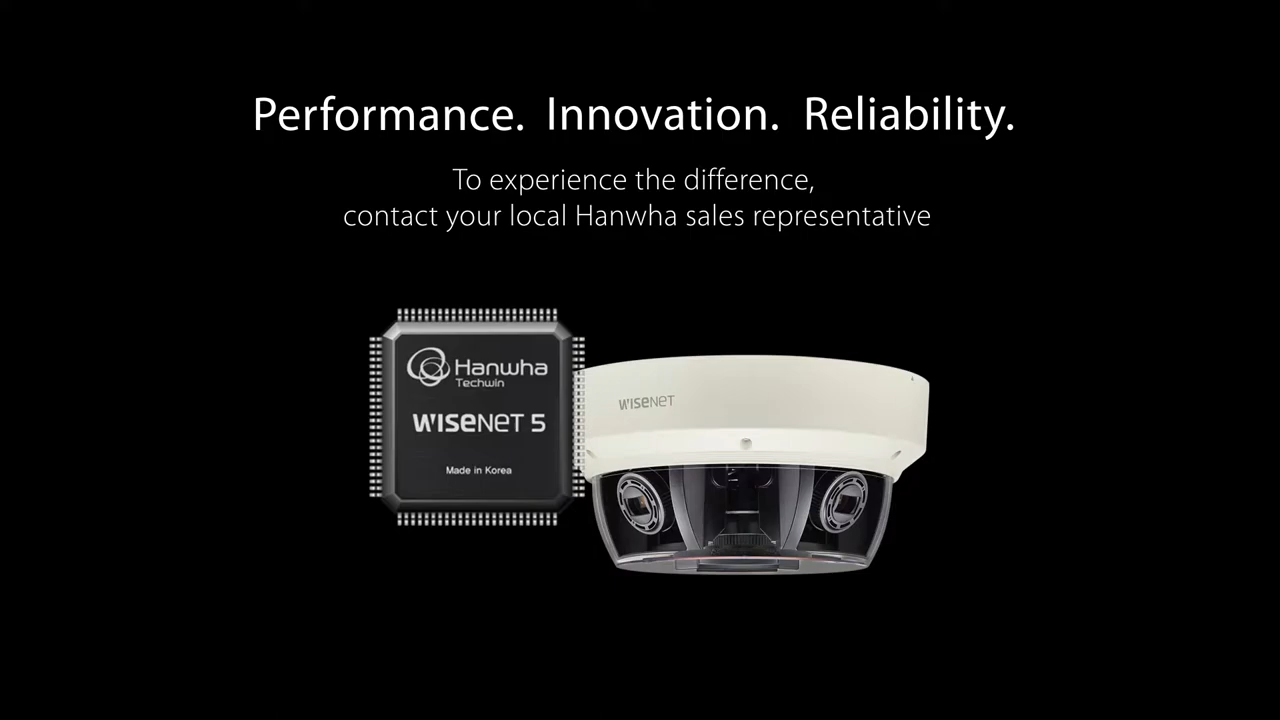 Performance. Innovation. Reliability.
To experience the difference,
contact your local Hanwha sales representative
Hanwha
Techwin
WISENET 5
Made in Korea
WISENET